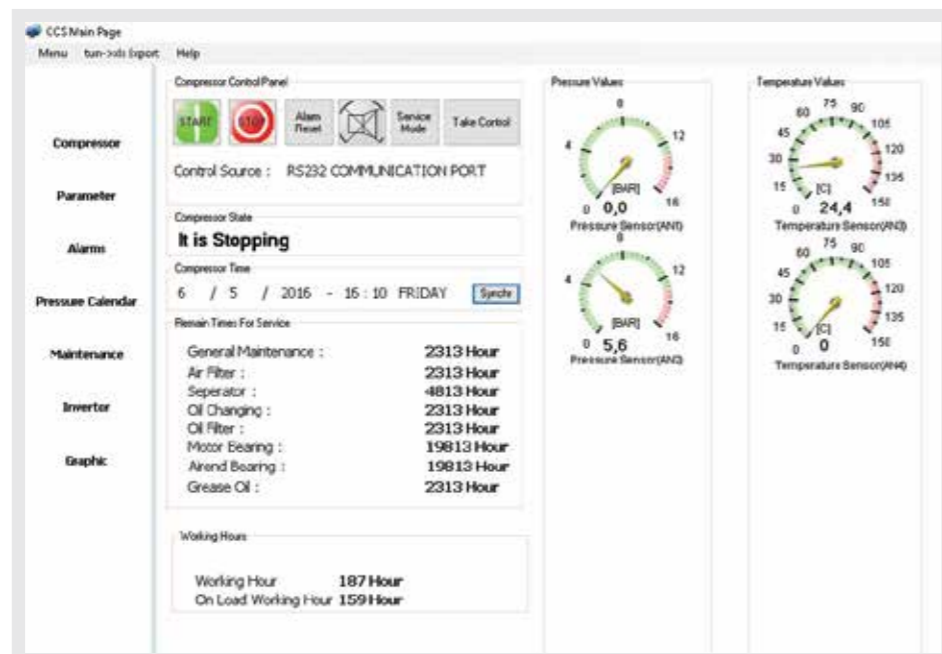 CCS Main Page
Menu tun->xls Export Help
Compressor
Parameter
Alarms
Pressure Calendar
Maintenance
Invertor
Graphic
Compressor Control Panel
START STOP Alarm Reset Service Mode Take Control
Control Source : RS232 COMMUNICATION PORT
Compressor State
It is Stopping
Compressor Time
6 / 5 / 2016 - 16 : 10 FRIDAY Synchr
Remain Times For Service
General Maintenance : 2313 Hour
Air Filter : 2313 Hour
Seperator : 4813 Hour
Oil Changing : 2313 Hour
Oil Filter : 2313 Hour
Motor Bearing : 19813 Hour
Airend Bearing : 19813 Hour
Grease Oil : 2313 Hour
Working Hours
Working Hour 187 Hour
On Load Working Hour 159 Hour
Pressure Values
0 4 8 12 16
[BAR]
0,0
Pressure Sensor(AN1)
0 4 8 12 16
[BAR]
5,6
Pressure Sensor(AN2)
Temperature Values
0 15 30 45 60 75 90 105 120 135 150
[C]
24,4
Temperature Sensor(AN3)
0 15 30 45 60 75 90 105 120 135 150
[C]
0
Temperature Sensor(AN4)